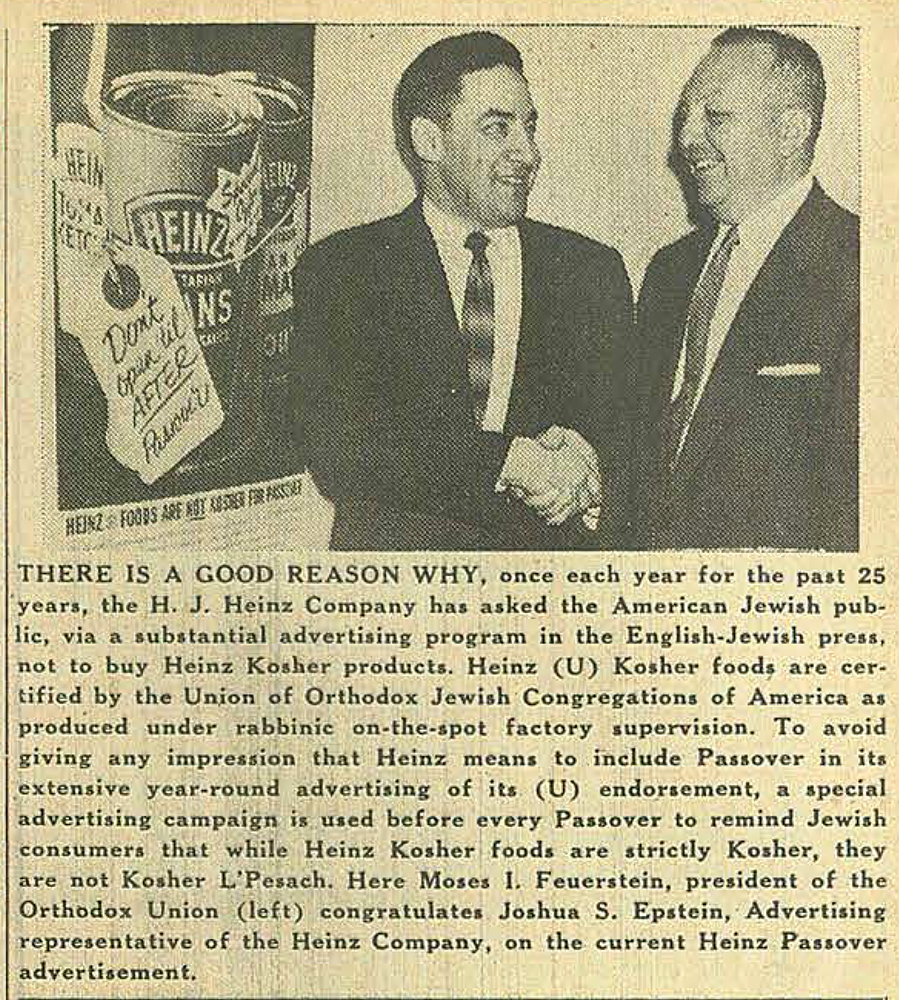 HEIN
HEINZ
ANS
Don't
open 'til
AFTER
Passover
HEINZ FOODS ARE NOT KOSHER FOR PASSOVER
THERE IS A GOOD REASON WHY, once each year for the past 25
years, the H. J. Heinz Company has asked the American Jewish pub-
lic, via a substantial advertising program in the English-Jewish press,
not to buy Heinz Kosher products. Heinz (U) Kosher foods are cer-
tified by the Union of Orthodox Jewish Congregations of America as
produced under rabbinic on-the-spot factory supervision. To avoid
giving any impression that Heinz means to include Passover in its
extensive year-round advertising of its (U) endorsement, a special
advertising campaign is used before every Passover to remind Jewish
consumers that while Heinz Kosher foods are strictly Kosher, they
are not Kosher L'Pesach. Here Moses I. Feuerstein, president of the
Orthodox Union (left) congratulates Joshua S. Epstein, Advertising
representative of the Heinz Company, on the current Heinz Passover
advertisement.